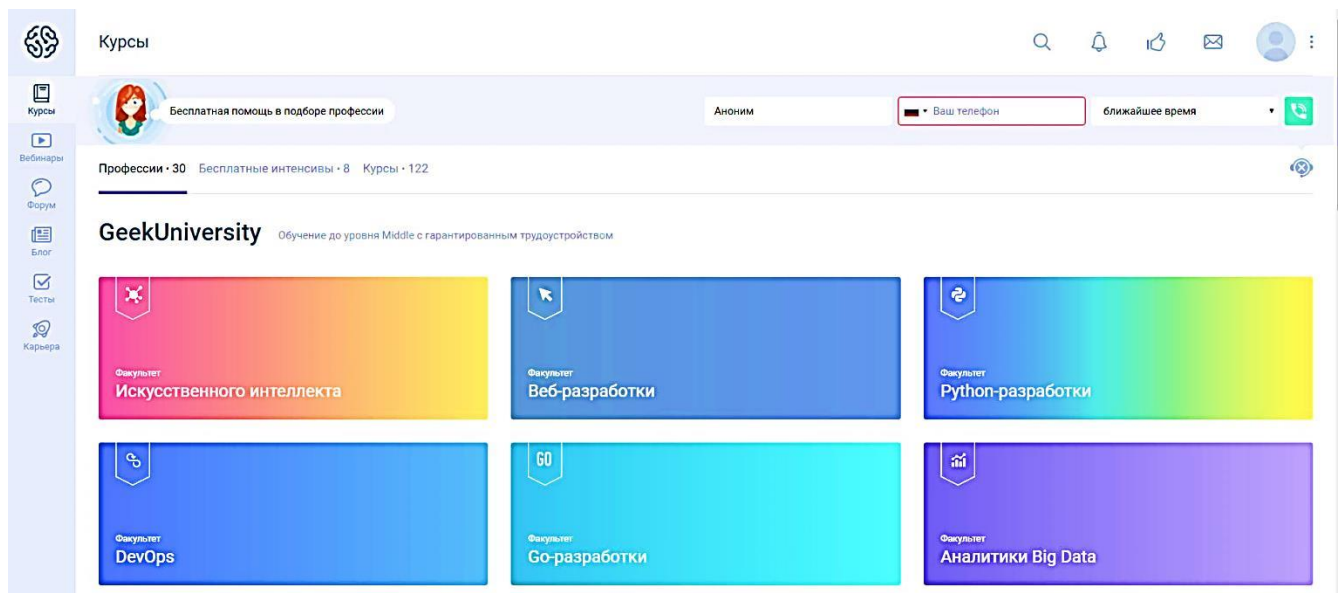 Курсы
Курсы
Вебинары
Форум
Блог
Тесты
Карьера
Бесплатная помощь в подборе профессии
Аноним
Ваш телефон
ближайшее время
Профессии · 30 Бесплатные интенсивы · 8 Курсы · 122
GeekUniversity Обучение до уровня Middle с гарантированным трудоустройством
Факультет
Искусственного интеллекта
Факультет
Веб-разработки
Факультет
Python-разработки
Факультет
DevOps
GO
Факультет
Go-разработки
Факультет
Аналитики Big Data